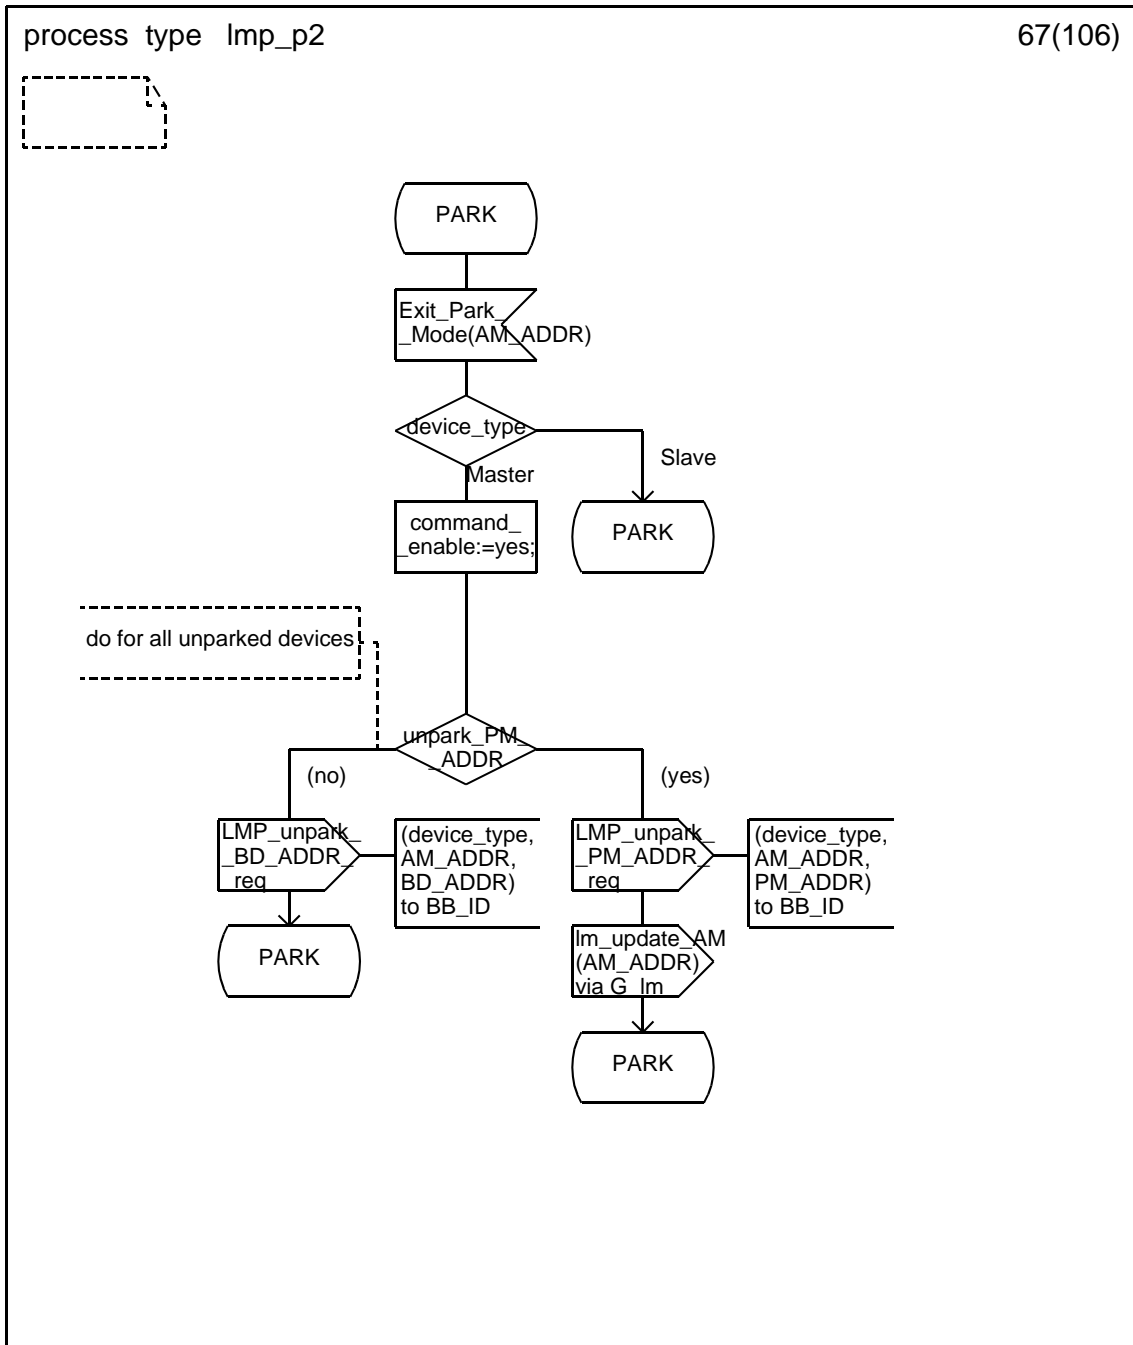 process type lmp_p2
67(106)
PARK
Exit_Park_
_Mode(AM_ADDR)
device_type
Master
Slave
command_
_enable:=yes;
PARK
do for all unparked devices
unpark_PM_
_ADDR
(no)
(yes)
LMP_unpark_
_BD_ADDR_
_req
(device_type,
AM_ADDR,
BD_ADDR)
to BB_ID
LMP_unpark_
_PM_ADDR_
_req
(device_type,
AM_ADDR,
PM_ADDR)
to BB_ID
PARK
lm_update_AM
(AM_ADDR)
via G_lm
PARK